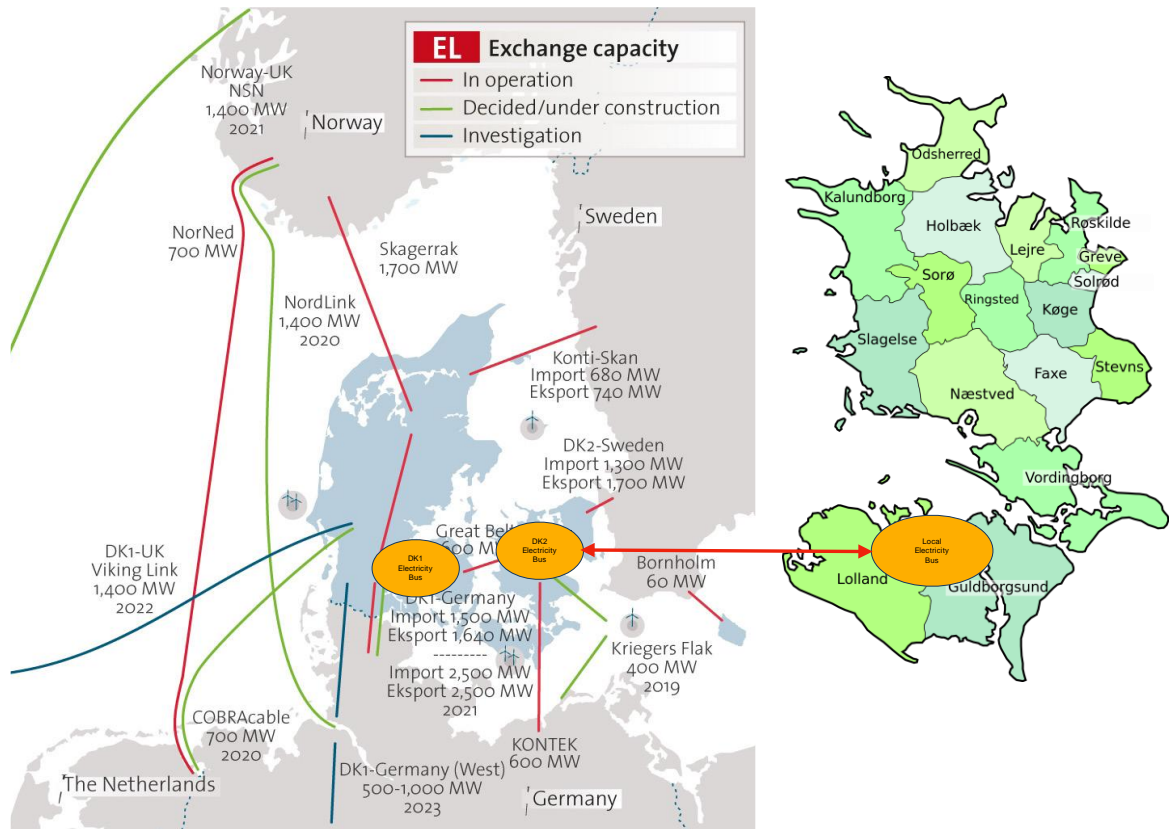 EL Exchange capacity
In operation
Decided/under construction
Investigation
Norway-UK
NSN
1,400 MW
2021
Norway
Sweden
NorNed
700 MW
Skagerrak
1,700 MW
NordLink
1,400 MW
2020
Konti-Skan
Import 680 MW
Eksport 740 MW
DK2-Sweden
Import 1,300 MW
Eksport 1,700 MW
Great Belt
600 MW
DK1
Electricity
Bus
DK2
Electricity
Bus
DK1-UK
Viking Link
1,400 MW
2022
DK1-Germany
Import 1,500 MW
Eksport 1,640 MW
---------
Import 2,500 MW
Eksport 2,500 MW
2021
Bornholm
60 MW
Kriegers Flak
400 MW
2019
COBRAcable
700 MW
2020
KONTEK
600 MW
DK1-Germany (West)
500-1,000 MW
2023
The Netherlands
Germany
Odsherred
Kalundborg
Holbæk
Roskilde
Lejre
Greve
Sorø
Solrød
Ringsted
Køge
Slagelse
Stevns
Faxe
Næstved
Vordingborg
Local
Electricity
Bus
Lolland
Guldborgsund